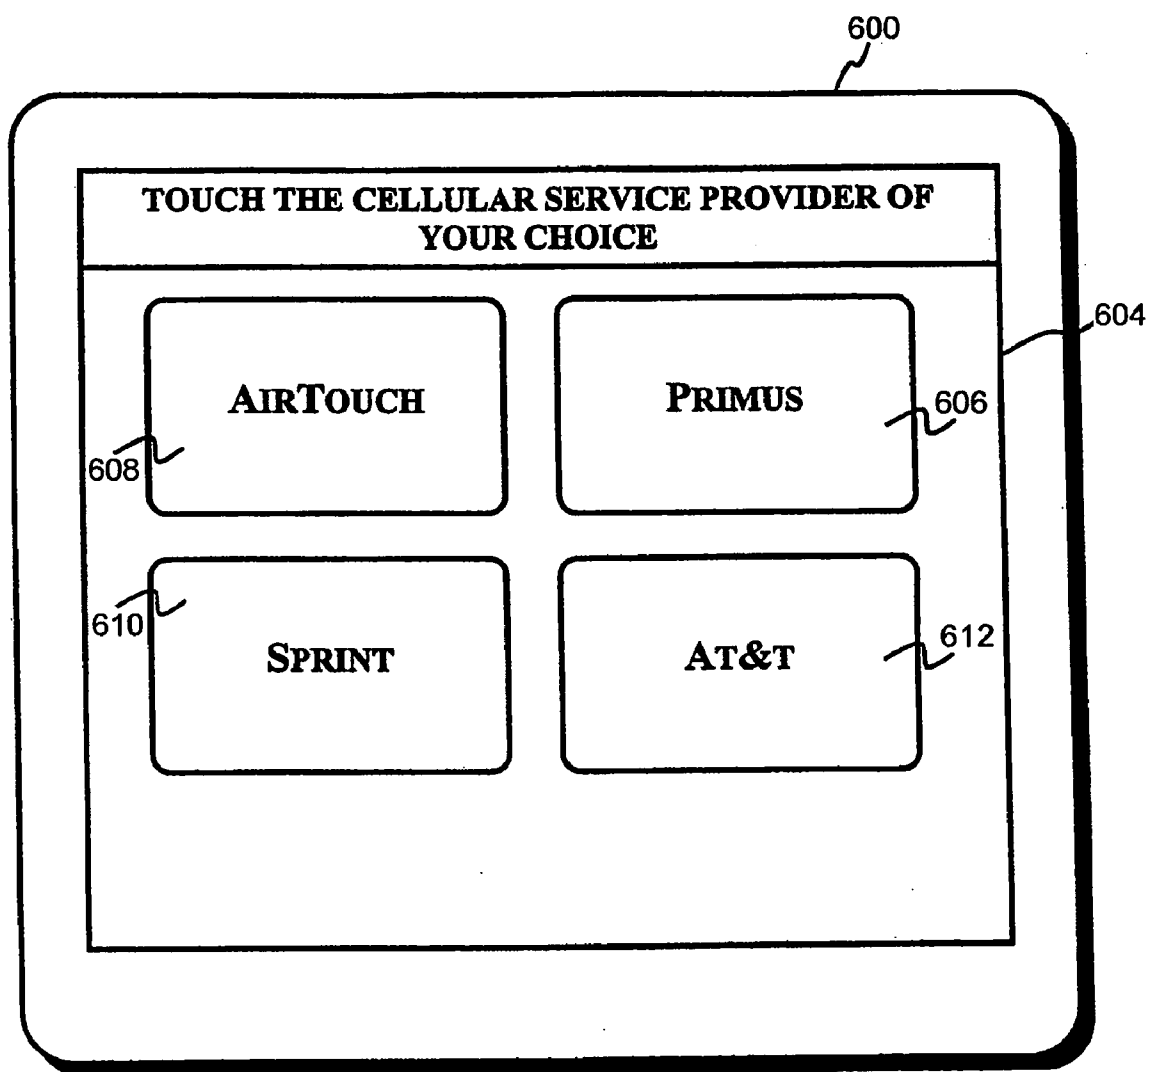 600
TOUCH THE CELLULAR SERVICE PROVIDER OF
YOUR CHOICE
604
AIRTOUCH
PRIMUS
606
608
610
612
SPRINT
AT&T